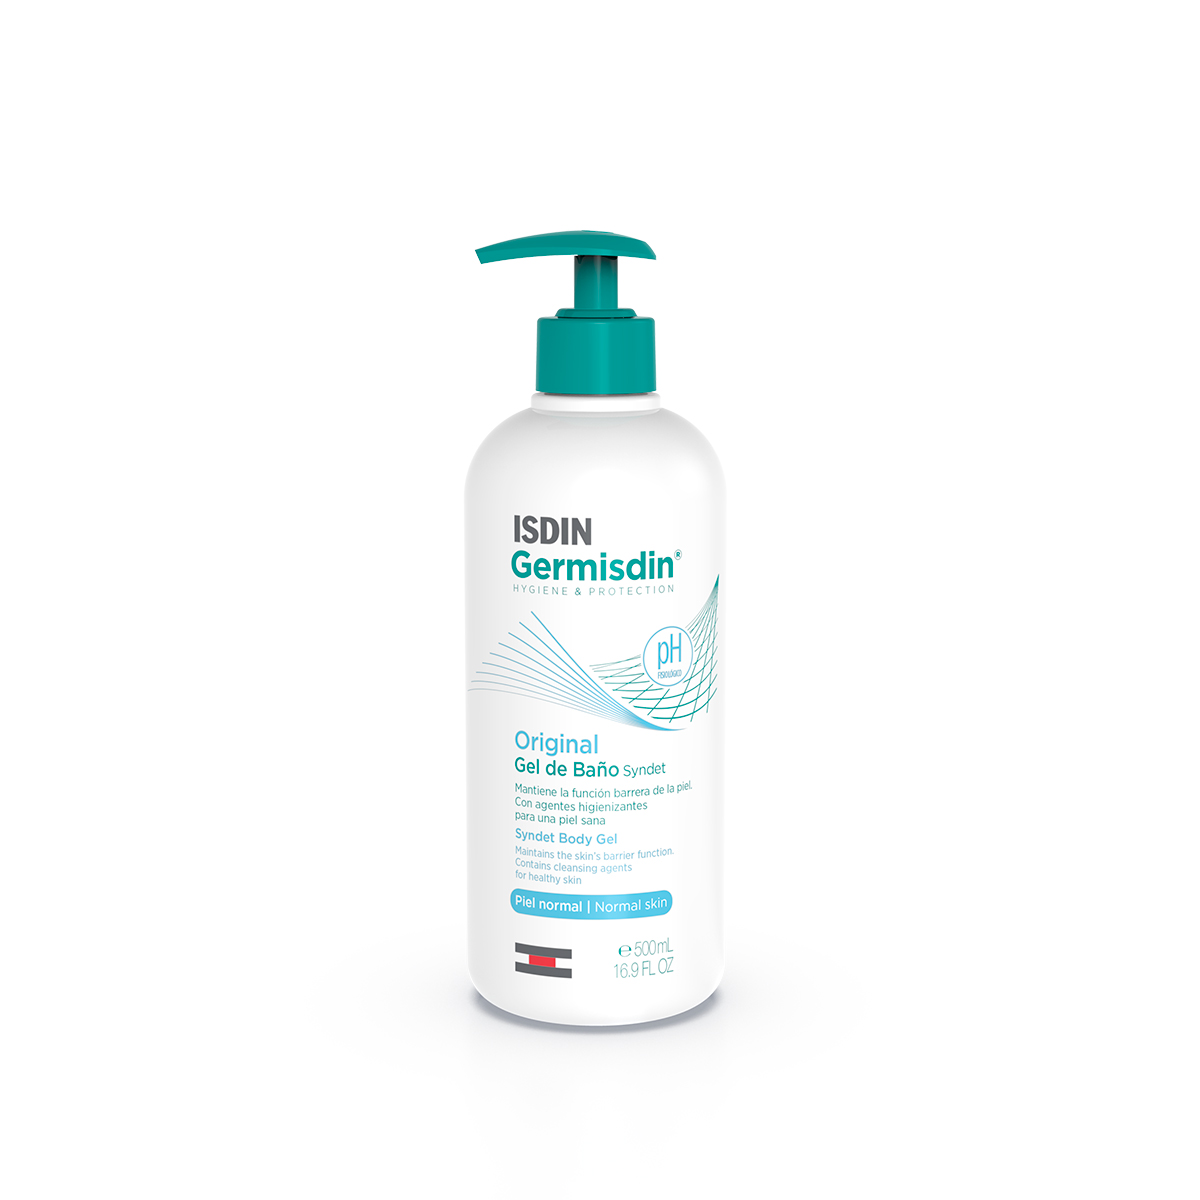 ISDIN
Germisdin®
HYGIENE & PROTECTION
pH
FISIOLÓGICO
Original
Gel de Baño Syndet
Mantiene la función barrera de la piel.
Con agentes higienizantes
para una piel sana
Syndet Body Gel
Maintains the skin's barrier function.
Contains cleansing agents
for healthy skin
Piel normal | Normal skin
℮ 500mL
16.9 FL OZ